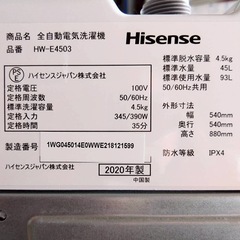 商品名 全自動電気洗濯機
品番 HW-E4503
Hisense
PSE
ハイセンスジャパン株式会社
定格電圧 100V
定格周波数 50/60Hz
標準洗濯容量 4.5kg
定格入力 345/390W
定格時間 35分
製造番号 1WG045014E0WWE218121599
ハイセンスジャパン株式会社
2020年製
中国製
標準脱水容量 4.5kg
標準水量 45L
標準使用水量 93L
50/60Hz共用
外形寸法
幅 540mm
奥行 540mm
高さ 880mm
防水等級 IPX4